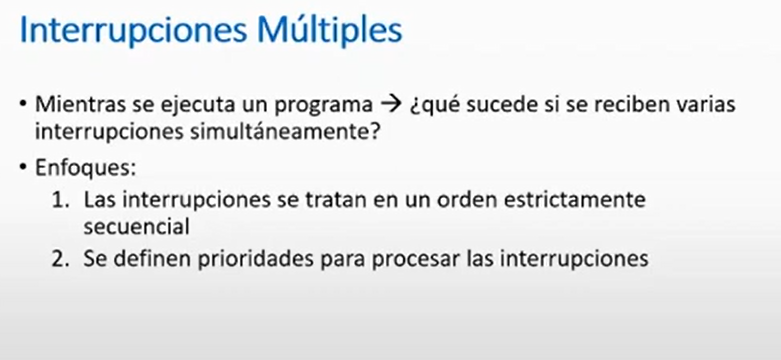 Interrupciones Múltiples
• Mientras se ejecuta un programa → ¿qué sucede si se reciben varias
interrupciones simultáneamente?
• Enfoques:
1. Las interrupciones se tratan en un orden estrictamente
secuencial
2. Se definen prioridades para procesar las interrupciones